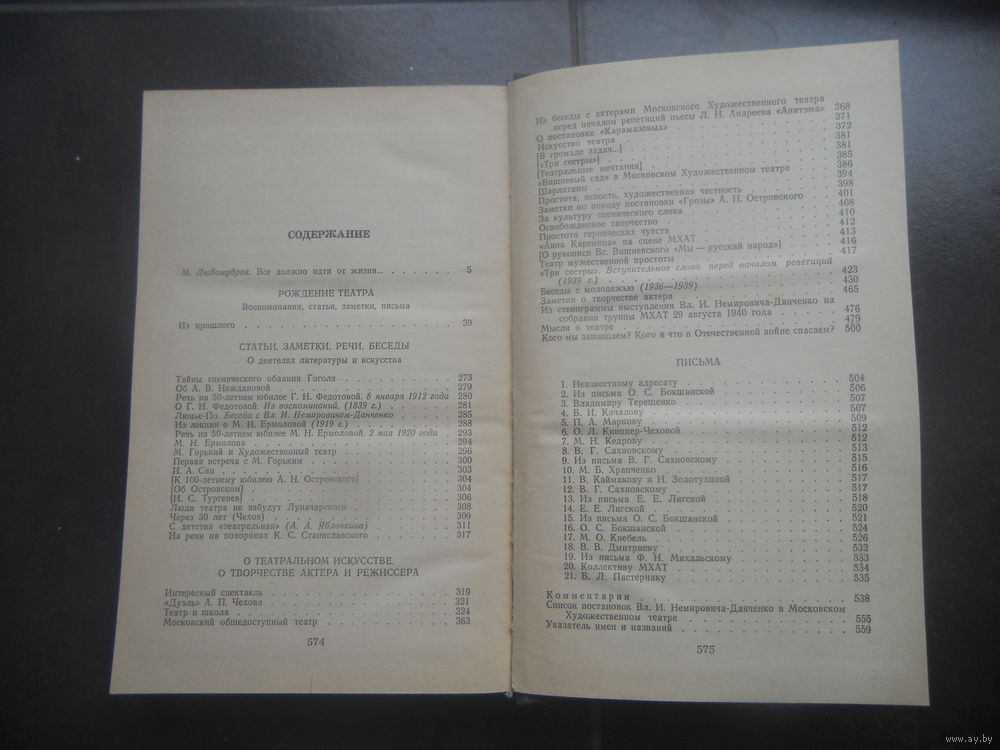 СОДЕРЖАНИЕ
М. Любомудров. Все должно идти от жизни... 5
РОЖДЕНИЕ ТЕАТРА
Воспоминания, статьи, заметки, письма
Из прошлого 39
СТАТЬИ. ЗАМЕТКИ. РЕЧИ. БЕСЕДЫ
О деятелях литературы и искусства
Тайны сценического обаяния Гоголя 273
Об А. В. Неждановой 279
Речь на 50-летнем юбилее Г. Н. Федотовой. 8 января 1912 года 280
О Г. Н. Федотовой. Из воспоминаний. (1839 г.) 281
Люнье-По. Беседа с Вл. И. Немировичем-Данченко 285
Из лекции о М. Н. Ермоловой (1919 г.) 288
Речь на 50-летнем юбилее М. Н. Ермоловой. 2 мая 1920 года 293
М. Н. Ермолова 294
М. Горький и Художественный театр 296
Первая встреча с М. Горьким 300
И. А. Сац 303
[К 100-летнему юбилею А. Н. Островского] 304
[Об Островском] 304
[И. С. Тургенев] 306
Люди театра не забудут Луначарского 308
Через 30 лет (Чехов) 309
С детства «театральная» (А. А. Яблочкина) 311
Из речи на похоронах К. С. Станиславского 317
О ТЕАТРАЛЬНОМ ИСКУССТВЕ.
О ТВОРЧЕСТВЕ АКТЕРА И РЕЖИССЕРА
Интересный спектакль 319
«Дуэль» А. П. Чехова 321
Театр и школа 324
Московский общедоступный театр 363
574
Из беседы с актерами Московского Художественного театра
перед началом репетиций пьесы Л. Н. Андреева «Анатэма» 368
О постановке «Карамазовых» 371
Искусство театра 372
[В громаде задач...] 381
[«Три сестры»] 381
[Театральные мечтания] 385
«Вишневый сад» в Московском Художественном театре 386
Шарлатаны 394
Простота, ясность, художественная честность 398
Заметки по поводу постановки «Грозы» А. Н. Островского 401
За культуру сценического слова 408
Освобожденное творчество 410
Простота героических чувств 412
«Анна Каренина» на сцене МХАТ 413
[О рукописи Вс. Вишневского «Мы — русский народ»] 416
Театр мужественной простоты 417
«Три сестры». Вступительное слово перед началом репетиций
(1939 г.) 423
Беседы с молодежью (1936—1939) 430
Заметки о творчестве актера 465
Из стенограммы выступления Вл. И. Немировича-Данченко на
собрании труппы МХАТ 29 августа 1940 года 476
Мысли о театре 479
Кого мы защищаем? Кого и что в Отечественной войне спасаем? 500
ПИСЬМА
1. Неизвестному адресату 504
2. Из письма О. С. Бокшанской 506
3. Владимиру Терещенко 507
4. В. И. Качалову 507
5. П. А. Маркову 509
6. О. Л. Книппер-Чеховой 512
7. М. Н. Кедрову 512
8. В. Г. Сахновскому 513
9. Из письма В. Г. Сахновскому 515
10. М. Б. Храпченко 516
11. В. Каймакову и Н. Золотухиной 517
12. В. Г. Сахновскому 517
13. Из письма Е. Е. Лигской 518
14. Е. Е. Лигской 520
15. Из письма О. С. Бокшанской 521
16. О. С. Бокшанской 524
17. М. О. Кнебель 526
18. В. В. Дмитриеву 532
19. Из письма Ф. Н. Михальскому 533
20. Коллективу МХАТ 534
21. Б. Л. Пастернаку 535
Комментарии 538
Список постановок Вл. И. Немировича-Данченко в Московском
Художественном театре 555
Указатель имен и названий 559
575
www.ay.by